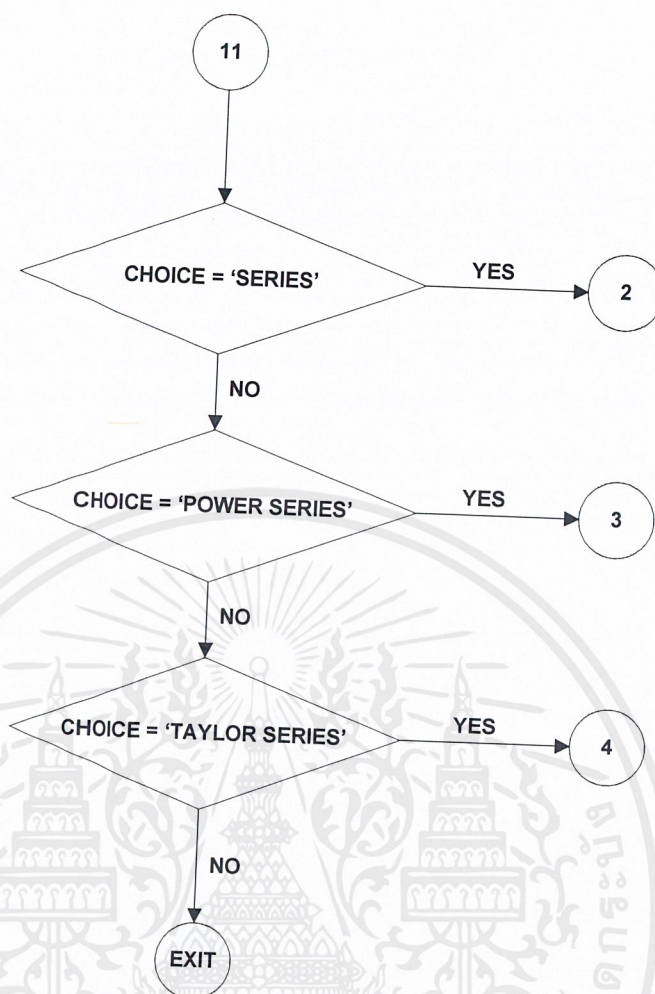 11
CHOICE = ‘SERIES’
YES
2
NO
CHOICE = ‘POWER SERIES’
YES
3
NO
CHOICE = ‘TAYLOR SERIES’
YES
4
NO
EXIT